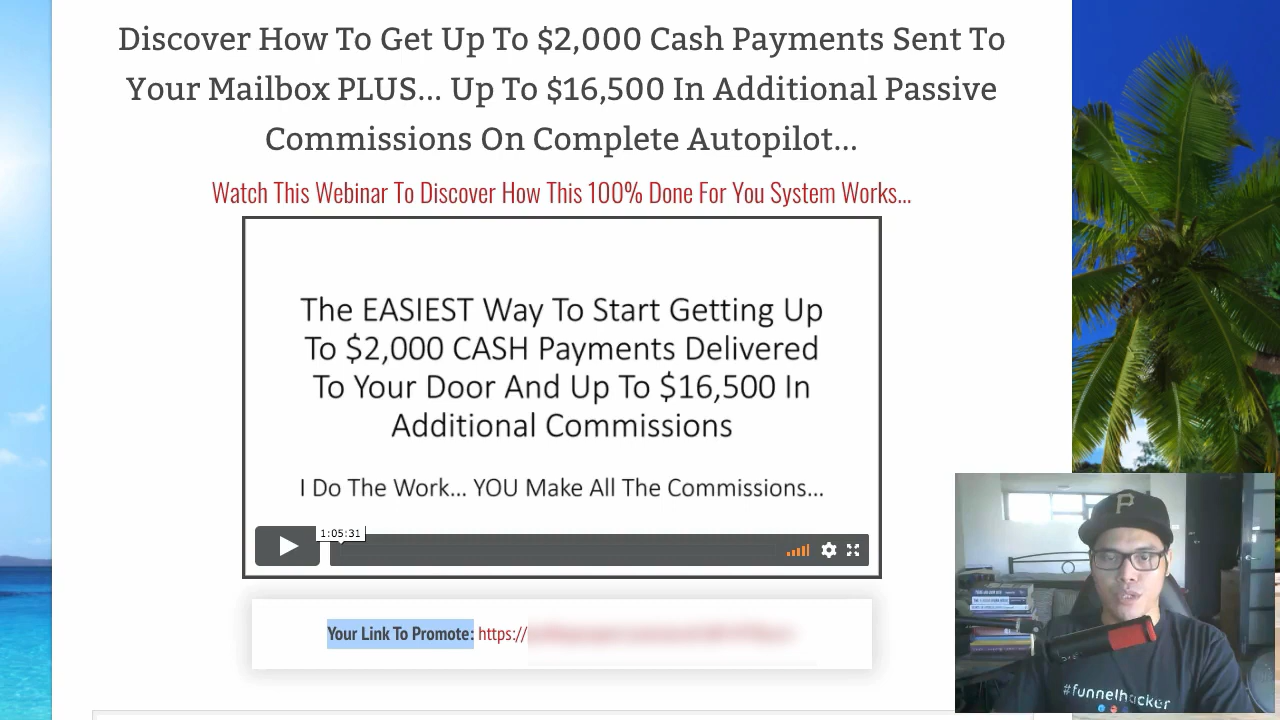 Discover How To Get Up To $2,000 Cash Payments Sent To
Your Mailbox PLUS... Up To $16,500 In Additional Passive
Commissions On Complete Autopilot...
Watch This Webinar To Discover How This 100% Done For You System Works...
The EASIEST Way To Start Getting Up
To $2,000 CASH Payments Delivered
To Your Door And Up To $16,500 In
Additional Commissions
I Do The Work... YOU Make All The Commissions...
1:05:31
Your Link To Promote: https://
P
#funnelhacker